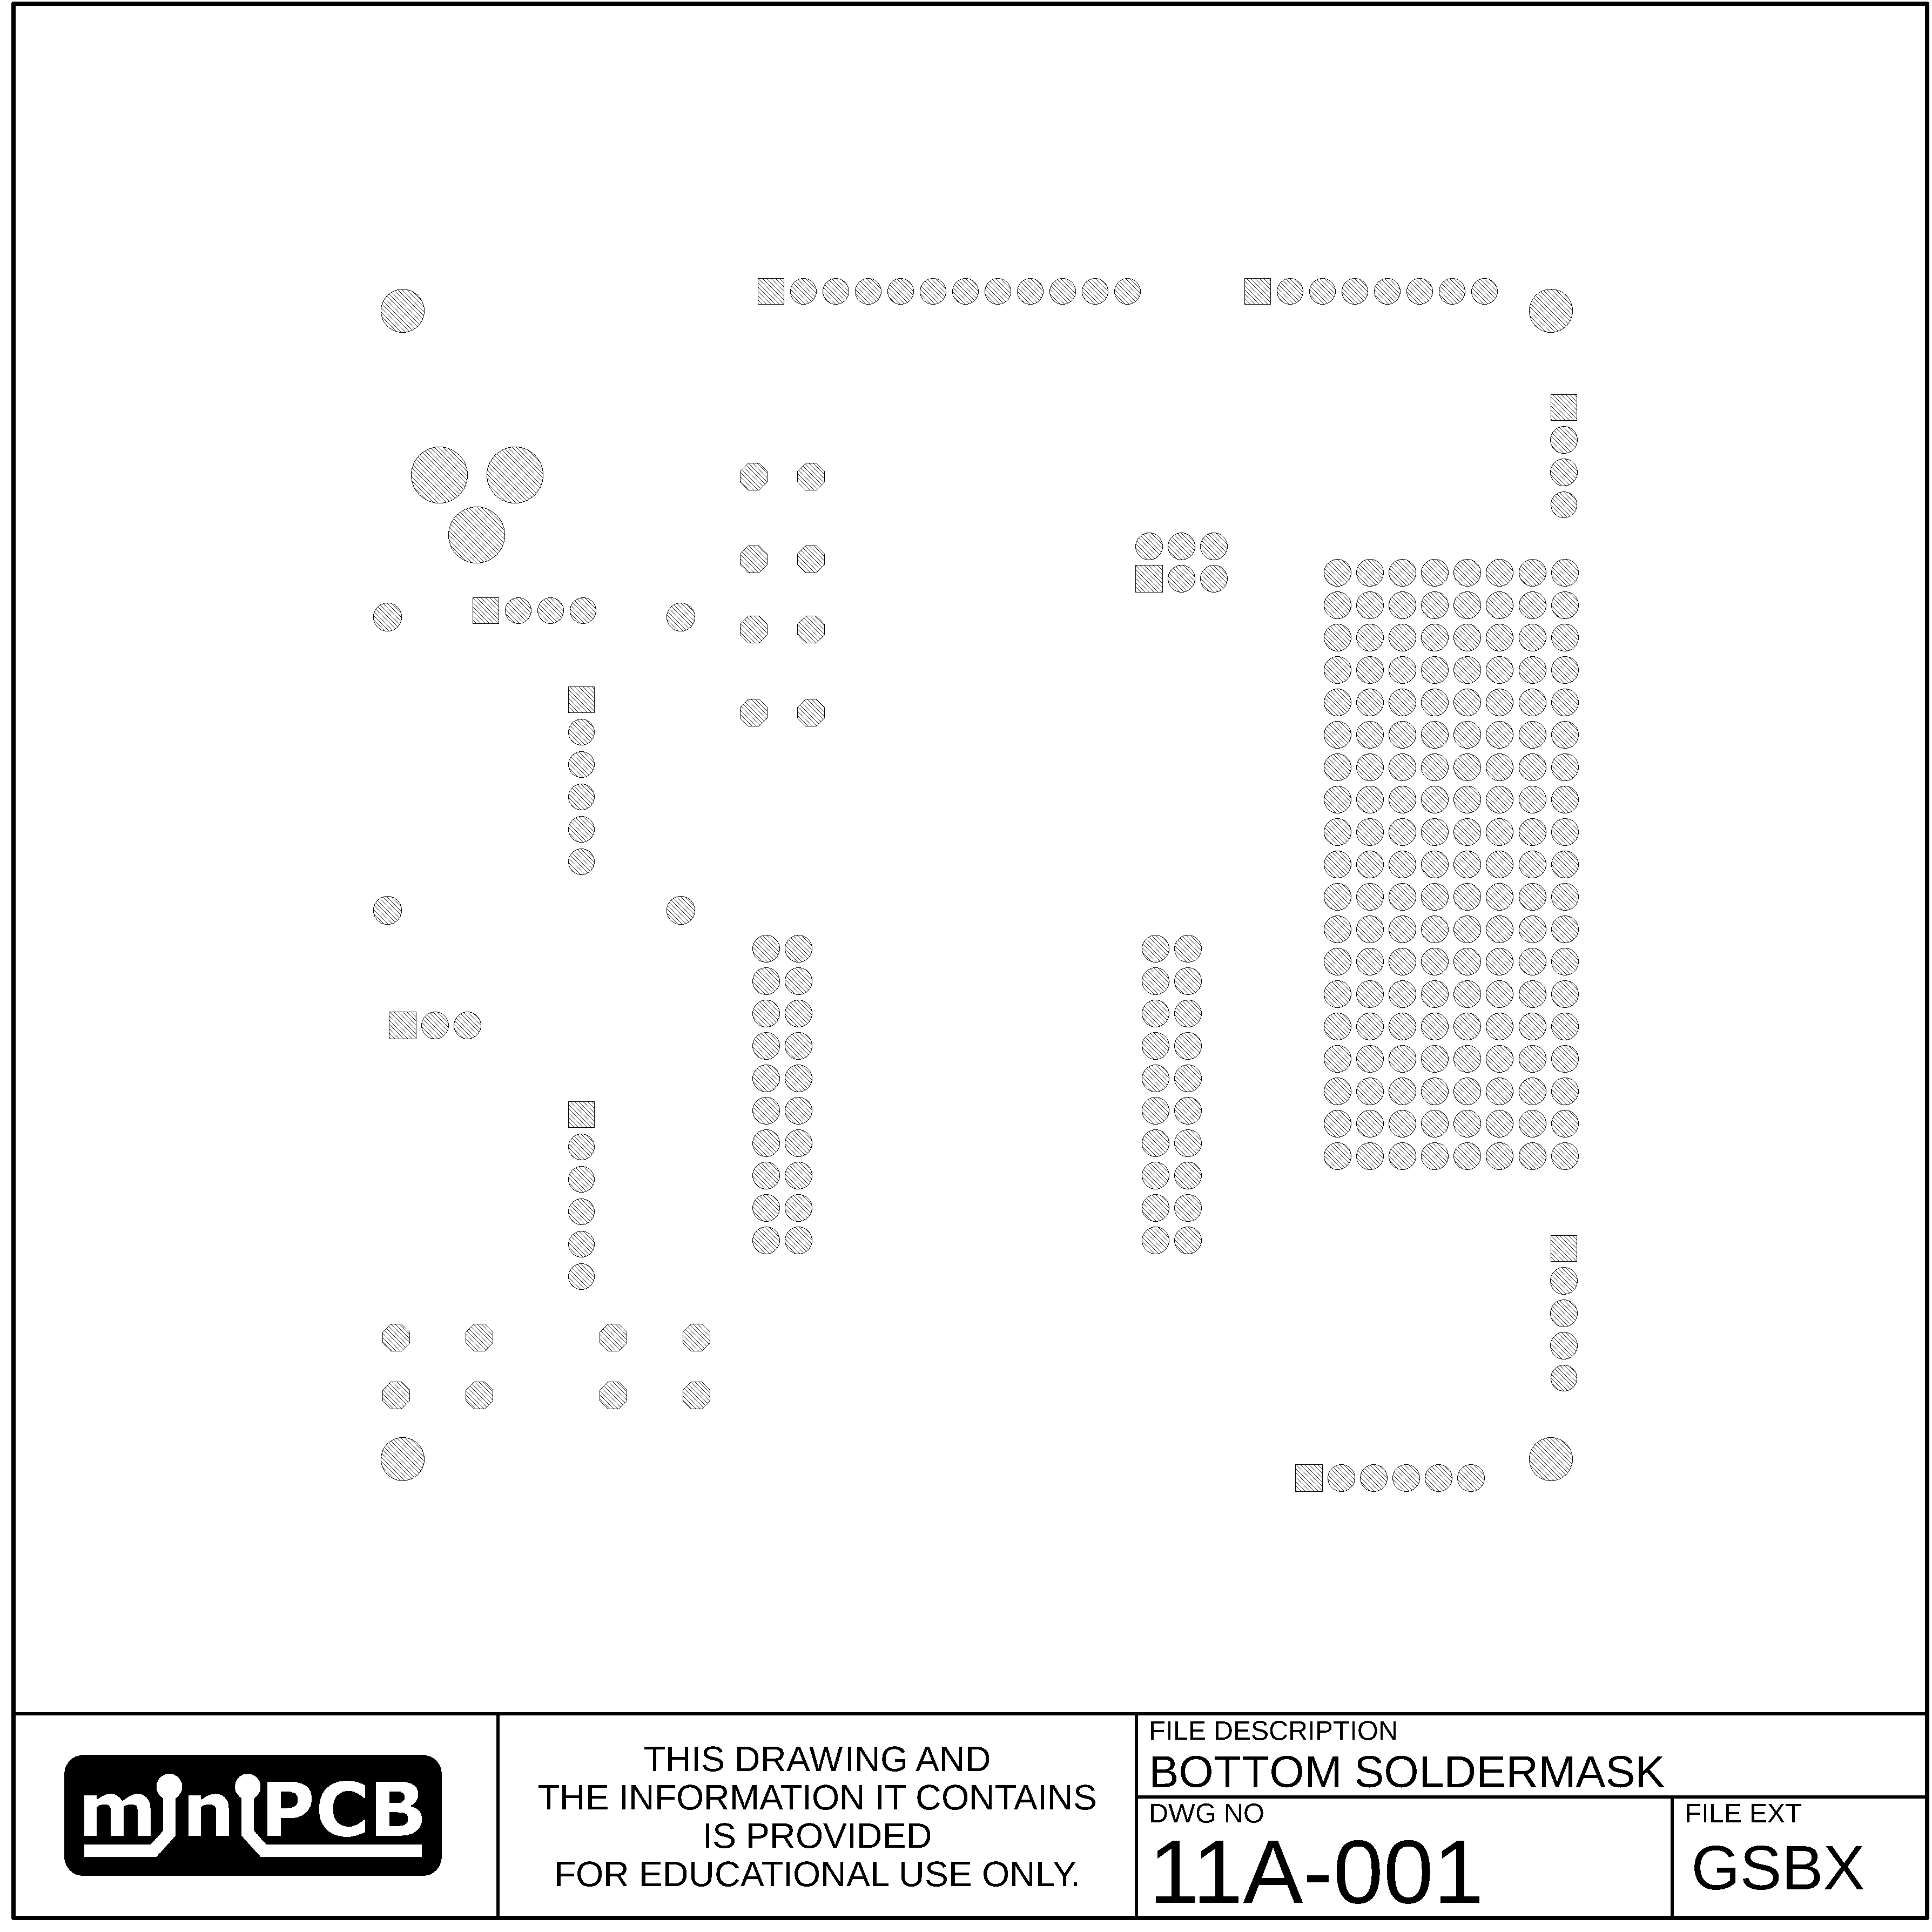 miniPCB
THIS DRAWING AND
THE INFORMATION IT CONTAINS
IS PROVIDED
FOR EDUCATIONAL USE ONLY.
FILE DESCRIPTION
BOTTOM SOLDERMASK
DWG NO
11A-001
FILE EXT
GSBX